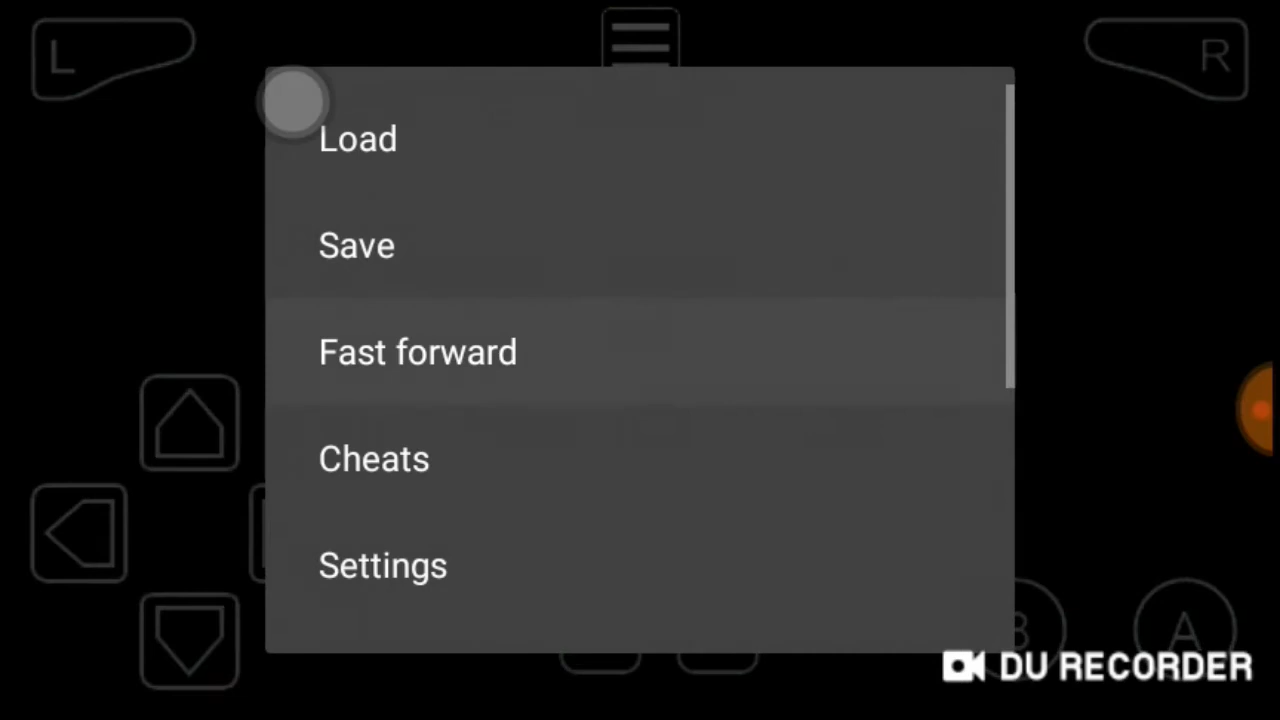 L
R
Load
Save
Fast forward
Cheats
Settings
B
A
DU RECORDER